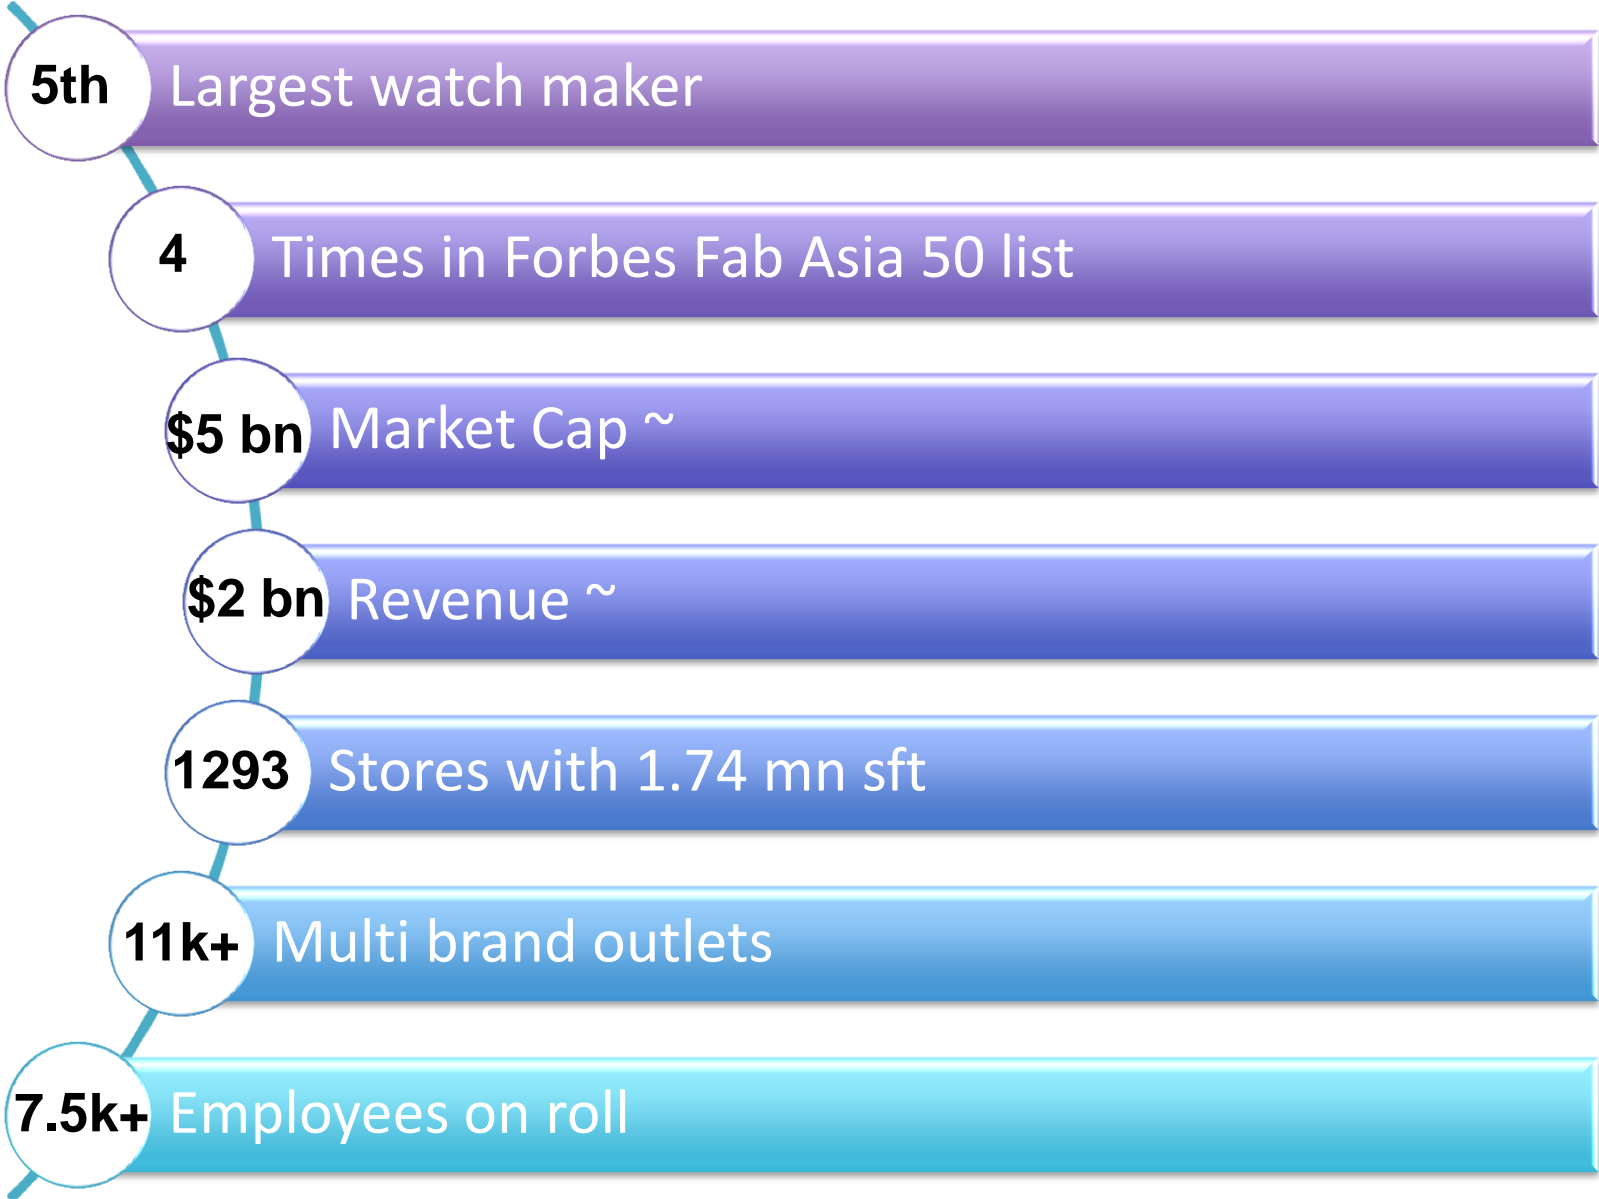 5th Largest watch maker
4 Times in Forbes Fab Asia 50 list
$5 bn Market Cap ~
$2 bn Revenue ~
1293 Stores with 1.74 mn sft
11k+ Multi brand outlets
7.5k+ Employees on roll